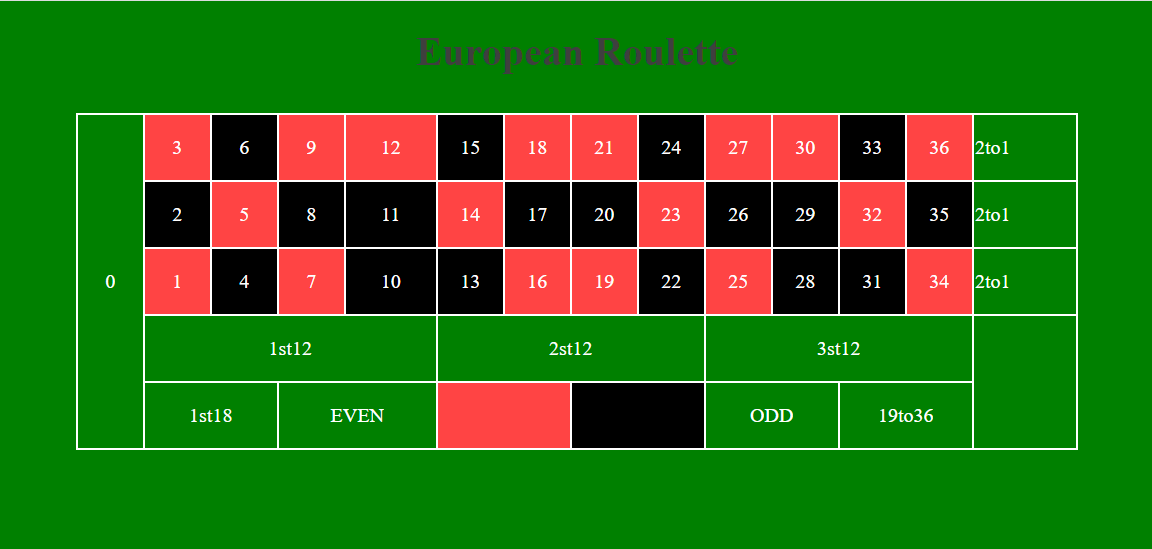 European Roulette
3 6 9 12 15 18 21 24 27 30 33 36 2to1
2 5 8 11 14 17 20 23 26 29 32 35 2to1
0 1 4 7 10 13 16 19 22 25 28 31 34 2to1
1st12 2st12 3st12
1st18 EVEN ODD 19to36